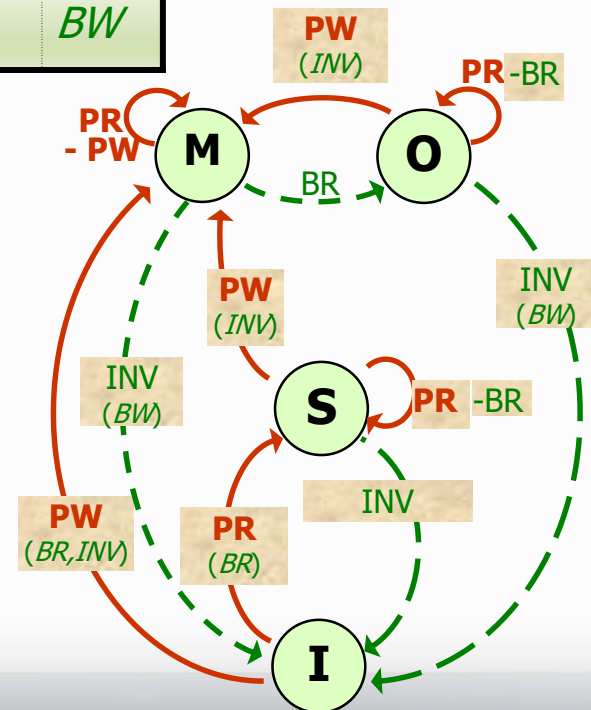 BW
PW
(INV)
PR -BR
PR
- PW
M
O
BR
INV
(BW)
PW
(INV)
INV
(BW)
S
PR -BR
INV
PW
(BR,INV)
PR
(BR)
I